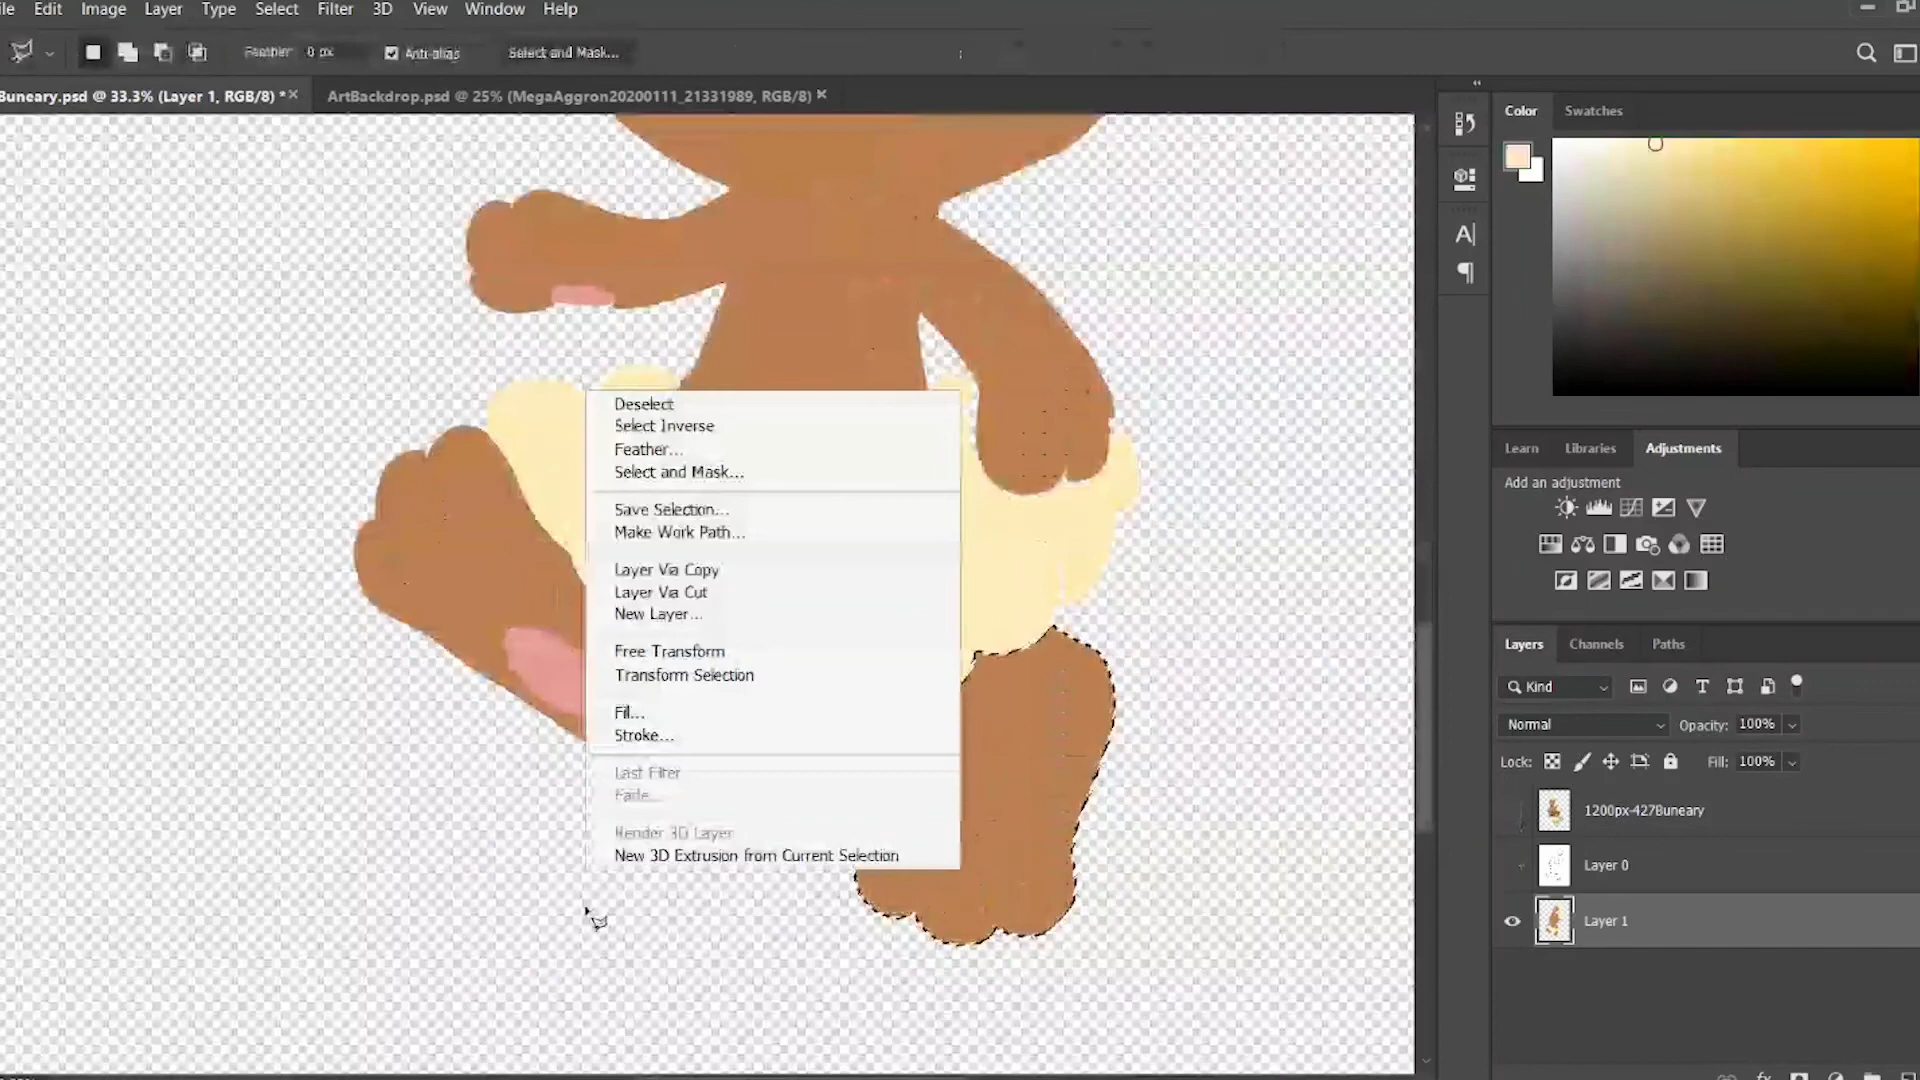 ile Edit Image Layer Type Select Filter 3D View Window Help
Feather: 0 px Anti-alias Select and Mask...
Buneary.psd @ 33.3% (Layer 1, RGB/8) * ×
ArtBackdrop.psd @ 25% (MegaAggron20200111_21331989, RGB/8) ×
Color Swatches
Deselect
Select Inverse
Feather...
Select and Mask...
Save Selection...
Make Work Path...
Layer Via Copy
Layer Via Cut
New Layer...
Free Transform
Transform Selection
Fill...
Stroke...
Last Filter
Fade...
Render 3D Layer
New 3D Extrusion from Current Selection
Learn Libraries Adjustments
Add an adjustment
Layers Channels Paths
Kind
Normal Opacity: 100%
Lock: Fill: 100%
1200px-427Buneary
Layer 0
Layer 1